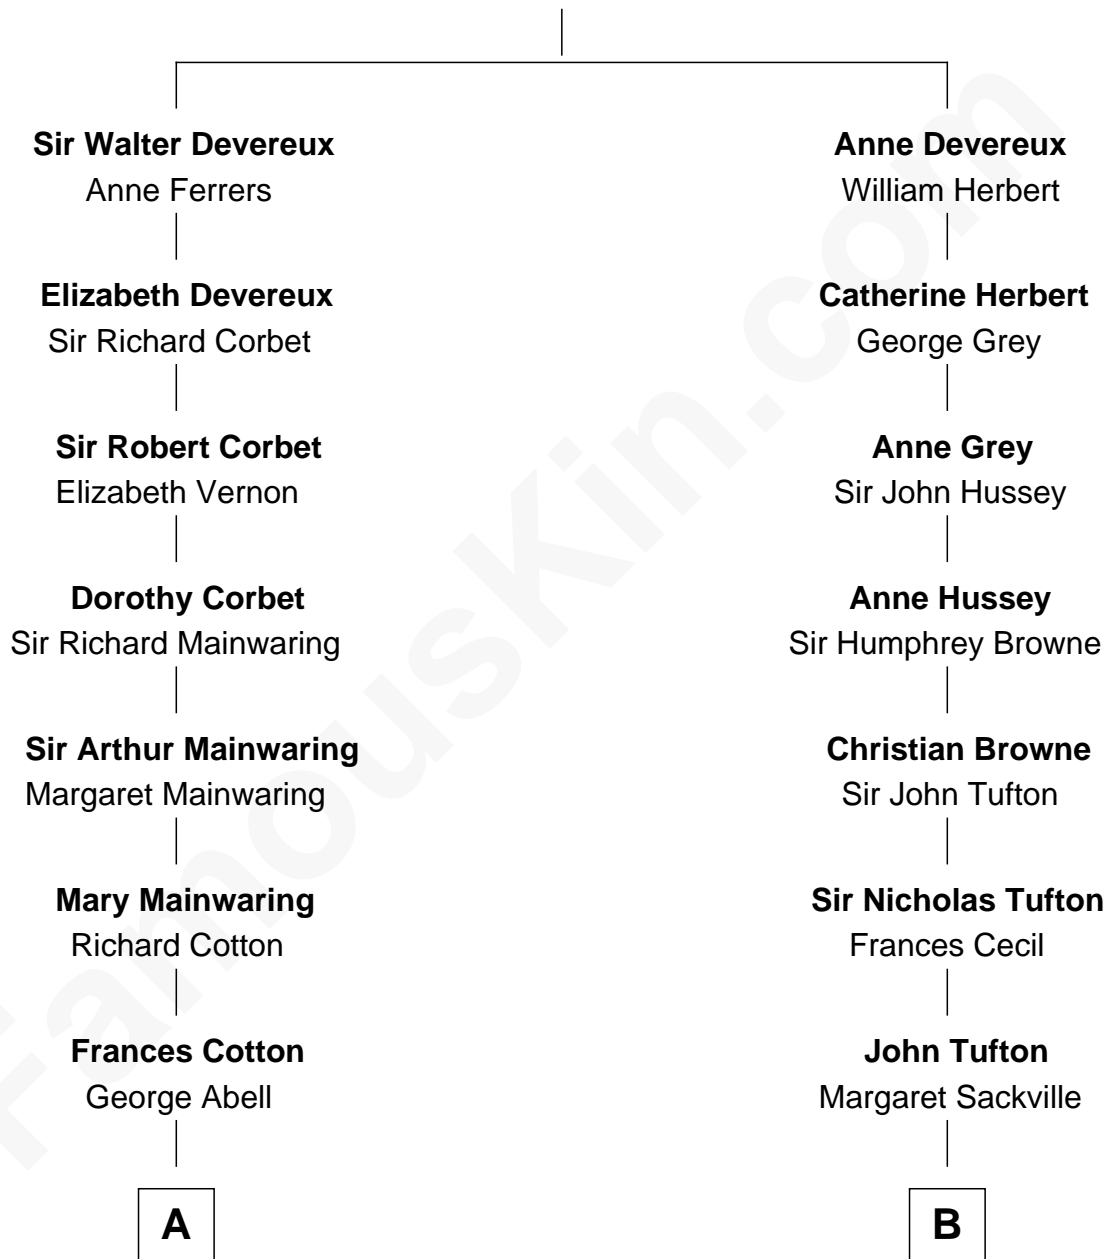 Sir Walter Devereux
Anne Ferrers
Elizabeth Devereux
Sir Richard Corbet
Sir Robert Corbet
Elizabeth Vernon
Dorothy Corbet
Sir Richard Mainwaring
Sir Arthur Mainwaring
Margaret Mainwaring
Mary Mainwaring
Richard Cotton
Frances Cotton
George Abell
A
Anne Devereux
William Herbert
Catherine Herbert
George Grey
Anne Grey
Sir John Hussey
Anne Hussey
Sir Humphrey Browne
Christian Browne
Sir John Tufton
Sir Nicholas Tufton
Frances Cecil
John Tufton
Margaret Sackville
B
FamousKin.com